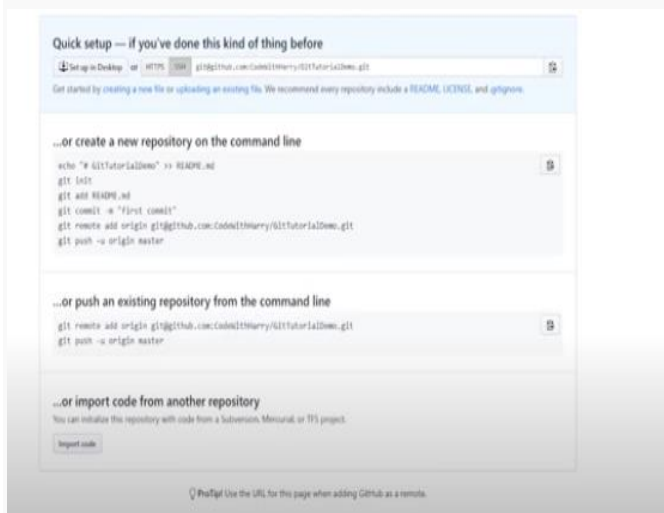 Quick setup — if you've done this kind of thing before
Set up in Desktop or HTTPS SSH git@github.com:CodeWithHarry/GitTutorialDemo.git
Get started by creating a new file or uploading an existing file. We recommend every repository include a README, LICENSE, and .gitignore.
...or create a new repository on the command line
echo "# GitTutorialDemo" >> README.md
git init
git add README.md
git commit -m "first commit"
git remote add origin git@github.com:CodeWithHarry/GitTutorialDemo.git
git push -u origin master
...or push an existing repository from the command line
git remote add origin git@github.com:CodeWithHarry/GitTutorialDemo.git
git push -u origin master
...or import code from another repository
You can initialize this repository with code from a Subversion, Mercurial, or TFS project.
Import code
ProTip! Use the URL for this page when adding GitHub as a remote.